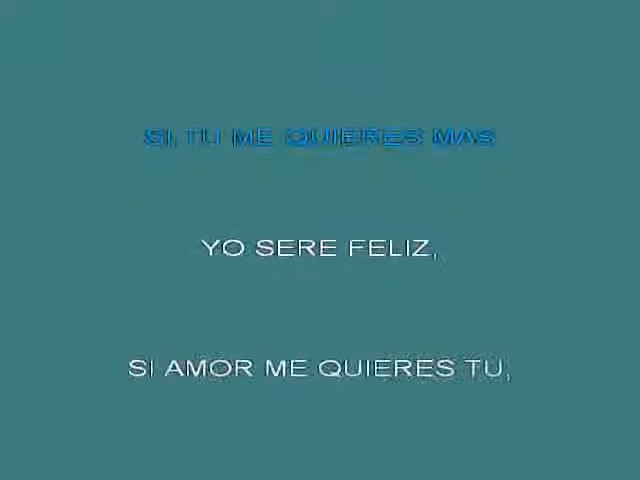 SI, TU ME QUIERES MAS
YO SERE FELIZ,
SI AMOR ME QUIERES TU,